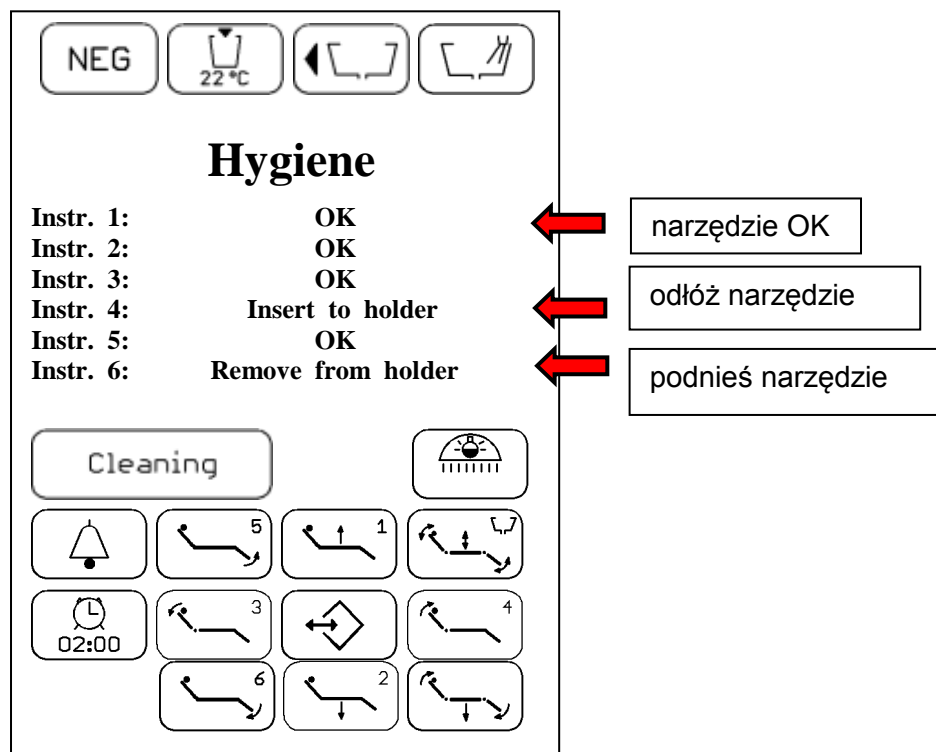 NEG
22 °C
Hygiene
Instr. 1: OK
Instr. 2: OK
Instr. 3: OK
Instr. 4: Insert to holder
Instr. 5: OK
Instr. 6: Remove from holder
narzędzie OK
odłóż narzędzie
podnieś narzędzie
Cleaning
5
1
02:00
3
4
6
2